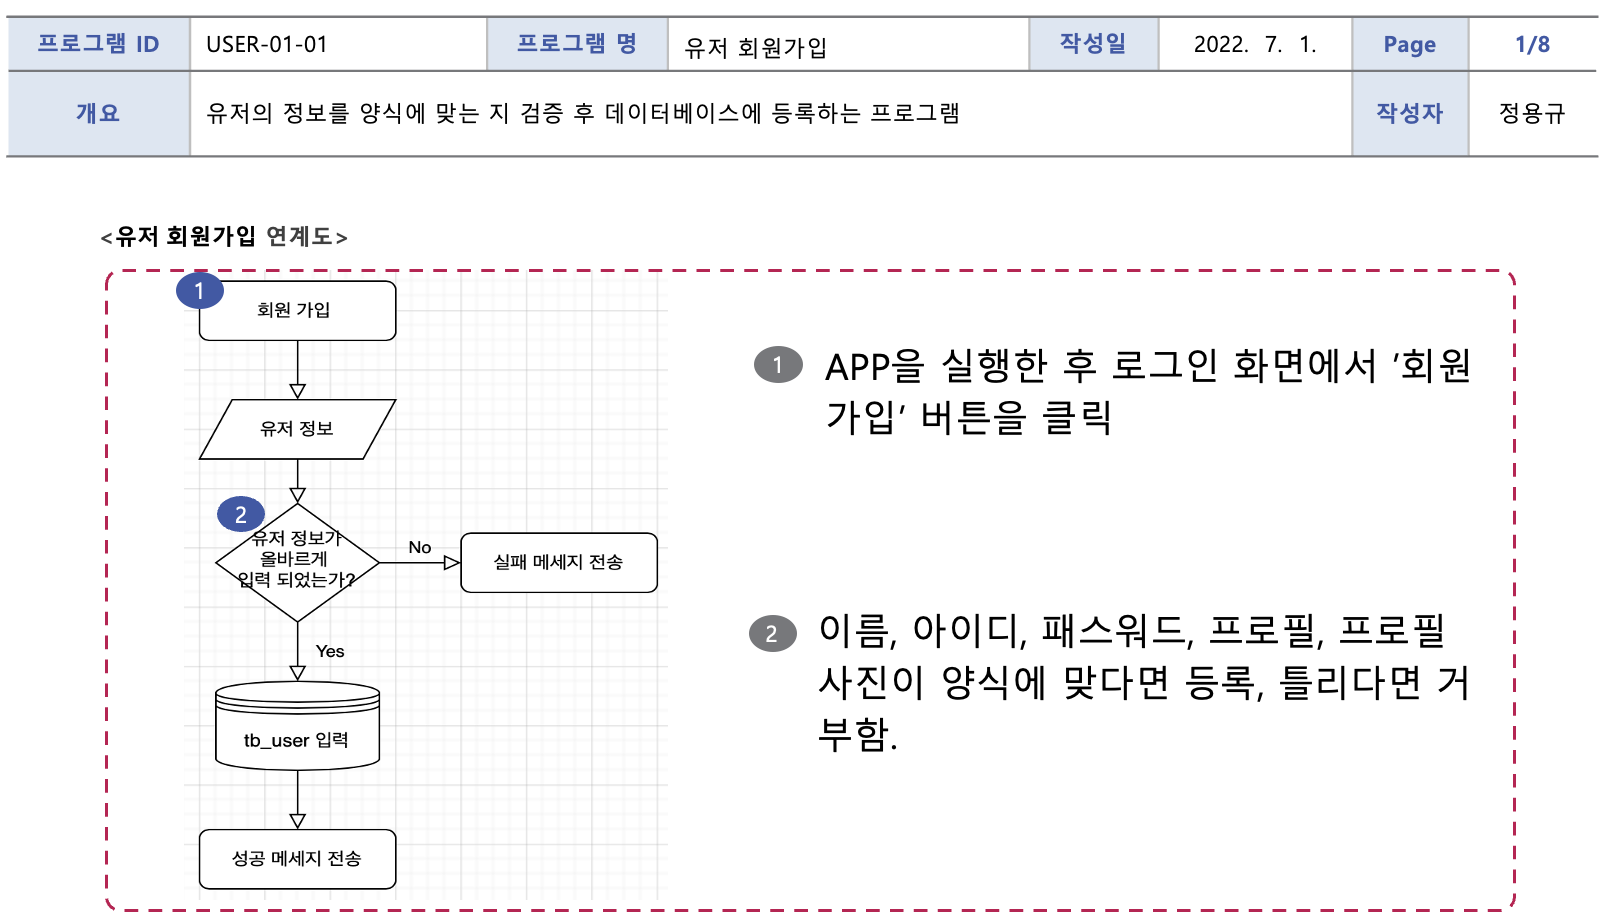 프로그램 ID USER-01-01 프로그램 명 유저 회원가입 작성일 2022. 7. 1. Page 1/8
개요 유저의 정보를 양식에 맞는 지 검증 후 데이터베이스에 등록하는 프로그램 작성자 정용규
<유저 회원가입 연계도>
1
회원 가입
유저 정보
2
유저 정보가
올바르게
입력 되었는가?
No
실패 메세지 전송
Yes
tb_user 입력
성공 메세지 전송
1 APP을 실행한 후 로그인 화면에서 '회원
가입' 버튼을 클릭
2 이름, 아이디, 패스워드, 프로필, 프로필
사진이 양식에 맞다면 등록, 틀리다면 거
부함.